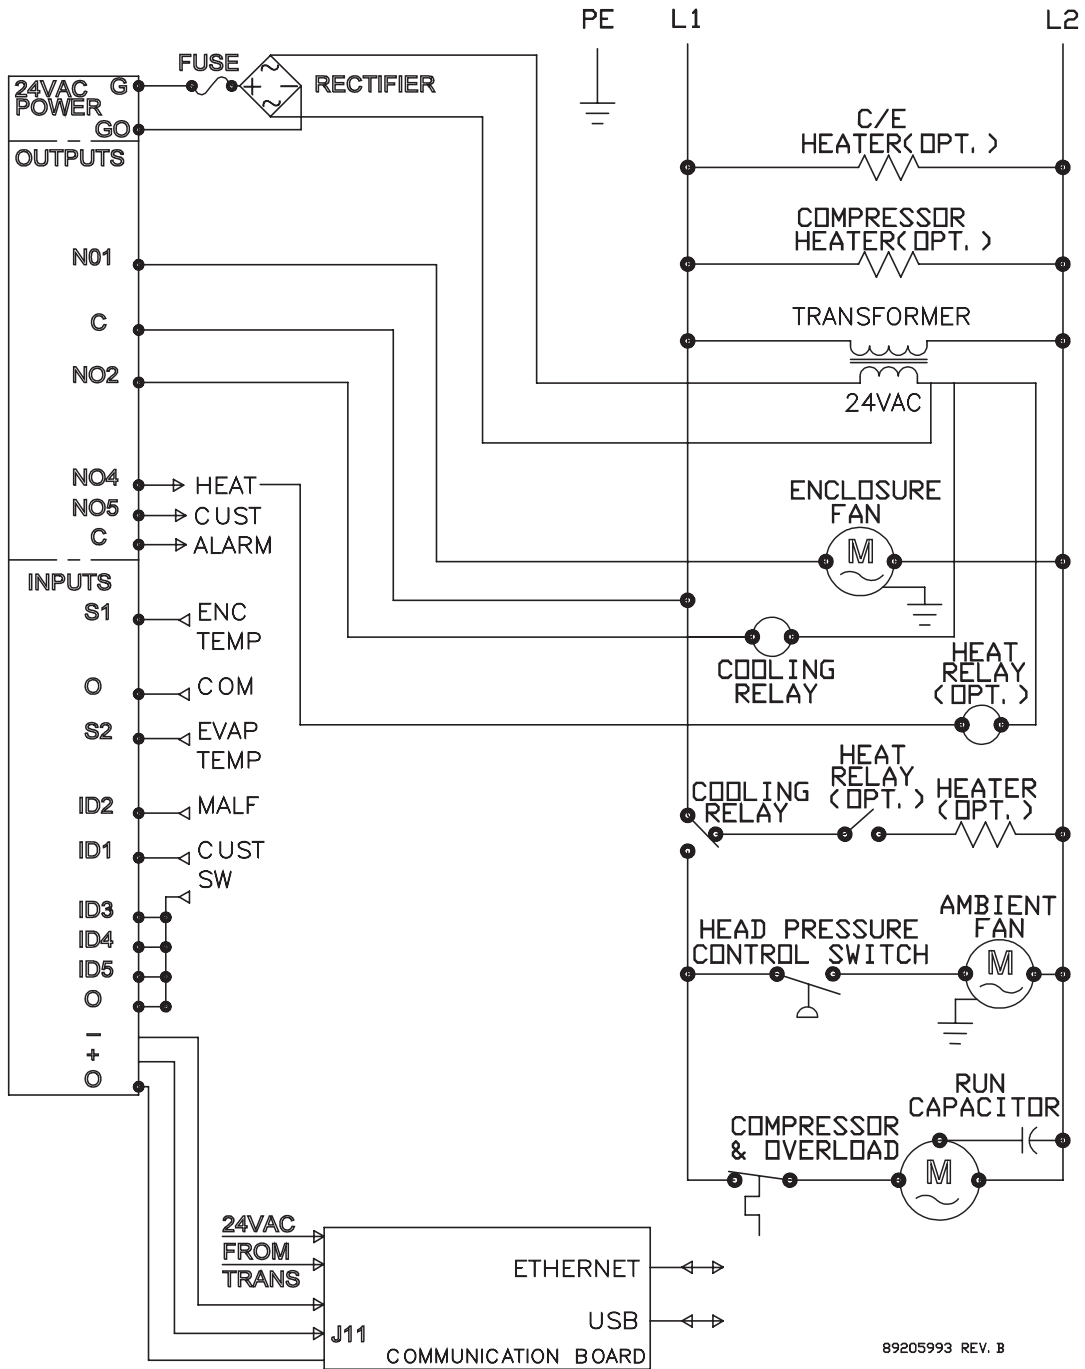 PE
L1
L2
24VAC
POWER
G
FUSE
+
-
RECTIFIER
GO
OUTPUTS
N01
C
NO2
NO4
HEAT
NO5
CUST
C
ALARM
INPUTS
S1
ENC
TEMP
O
COM
S2
EVAP
TEMP
ID2
MALF
ID1
CUST
SW
ID3
ID4
ID5
O
-
+
O
C/E
HEATER(OPT.)
COMPRESSOR
HEATER(OPT.)
TRANSFORMER
24VAC
ENCLOSURE
FAN
M
COOLING
RELAY
HEAT
RELAY
(OPT.)
COOLING
RELAY
HEAT
RELAY
(OPT.)
HEATER
(OPT.)
HEAD PRESSURE
CONTROL SWITCH
AMBIENT
FAN
M
RUN
CAPACITOR
COMPRESSOR
& OVERLOAD
M
24VAC
FROM
TRANS
J11
ETHERNET
USB
COMMUNICATION BOARD
89205993 REV. B